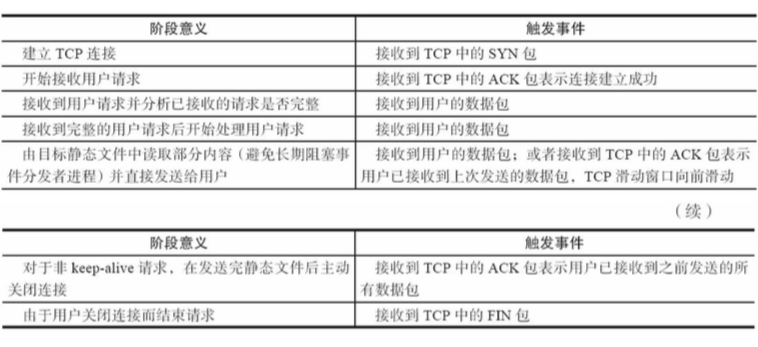 阶段意义 触发事件
建立 TCP 连接 接收到 TCP 中的 SYN 包
开始接收用户请求 接收到 TCP 中的 ACK 包表示连接建立成功
接收到用户请求并分析已接收的请求是否完整 接收到用户的数据包
接收到完整的用户请求后开始处理用户请求 接收到用户的数据包
由目标静态文件中读取部分内容（避免长期阻塞事 接收到用户的数据包；或者接收到 TCP 中的 ACK 包表示
件分发者进程）并直接发送给用户 用户已接收到上次发送的数据包，TCP 滑动窗口向前滑动
（续）
阶段意义 触发事件
对于非 keep-alive 请求，在发送完静态文件后主动 接收到 TCP 中的 ACK 包表示用户已接收到之前发送的所
关闭连接 有数据包
由于用户关闭连接而结束请求 接收到 TCP 中的 FIN 包